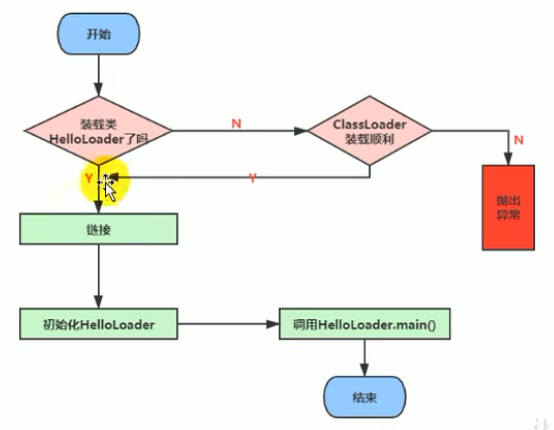 开始
装载类
HelloLoader了吗
N
ClassLoader
装载顺利
N
Y
Y
抛出
异常
链接
初始化HelloLoader
调用HelloLoader.main()
结束